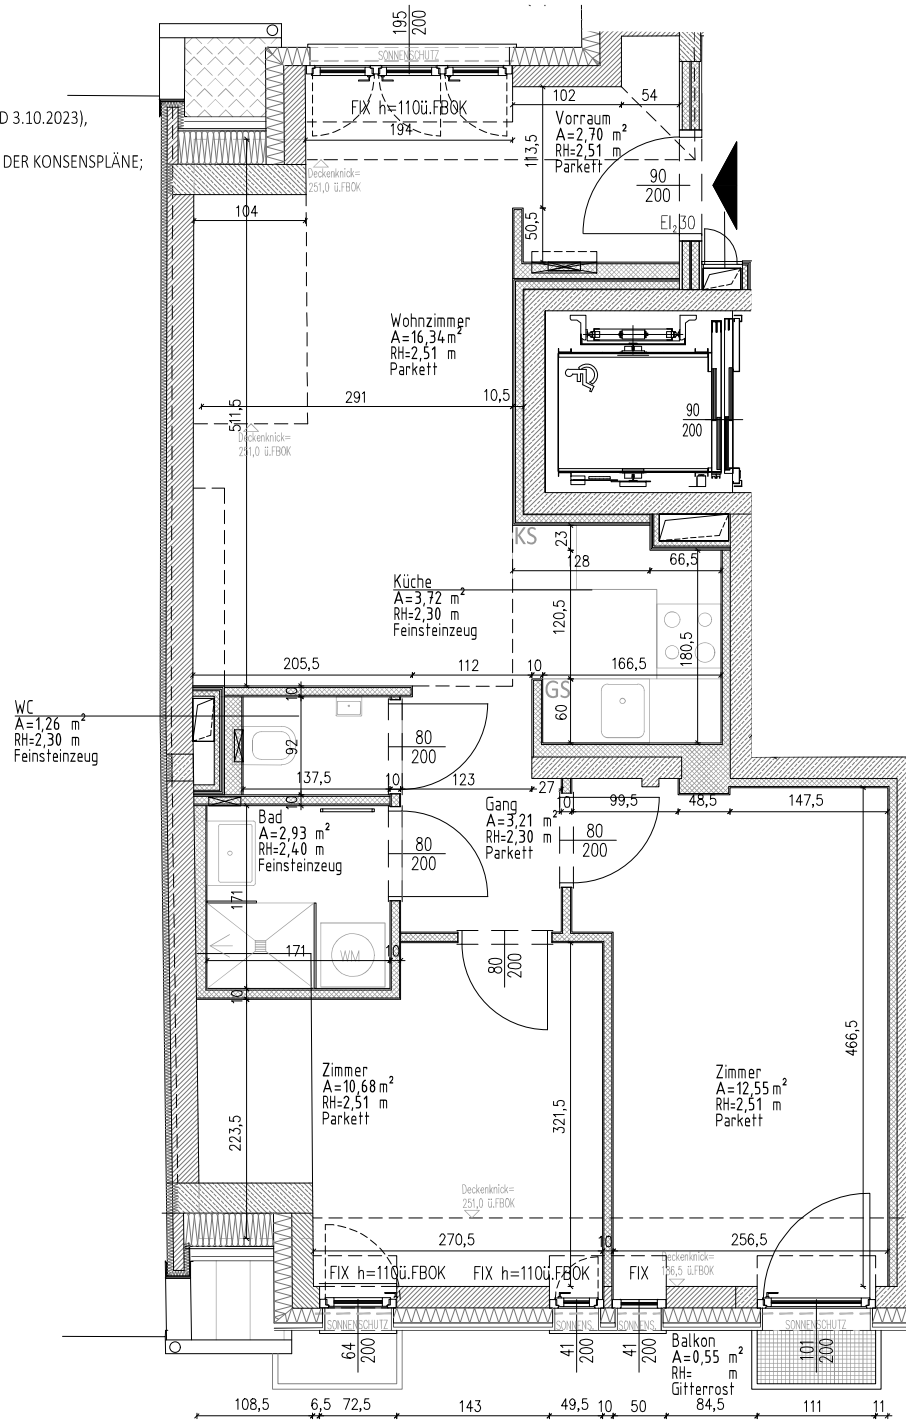 195
200
SONNENSCHUTZ
FIX h=110ü.FBOK
194
102
54
D 3.10.2023),
DER KONSENSPLÄNE;
Vorraum
A=2,70 m²
RH=2,51 m
Parkett
113,5
90
200
EI₂30
50,5
Deckenknick=
251,0 ü.FBOK
104
Wohnzimmer
A=16,34m²
RH=2,51 m
Parkett
291
10,5
511,5
90
200
Deckenknick=
251,0 ü.FBOK
KS
23
128
66,5
Küche
A=3,72 m²
RH=2,30 m
Feinsteinzeug
120,5
180,5
205,5
112
10
166,5
GS
60
10
WC
A=1,26 m²
RH=2,30 m
Feinsteinzeug
92
80
200
137,5
10
123
27
10
Gang
A=3,21 m²
RH=2,30 m
Parkett
99,5
48,5
147,5
Bad
A=2,93 m²
RH=2,40 m
Feinsteinzeug
80
200
80
200
171
171
10
WM
80
200
10
466,5
Zimmer
A=10,68m²
RH=2,51 m
Parkett
Zimmer
A=12,55m²
RH=2,51 m
Parkett
321,5
223,5
Deckenknick=
251,0 ü.FBOK
270,5
10
256,5
FIX h=110ü.FBOK
FIX h=110ü.FBOK
FIX
Deckenknick=
136,5 ü.FBOK
SONNENSCHUTZ
SONNENS.
SONNENS.
SONNENSCHUTZ
64
200
41
200
41
200
101
200
Balkon
A=0,55 m²
RH= m
Gitterrost
108,5
6,5
72,5
143
49,5
10
50
84,5
111
11